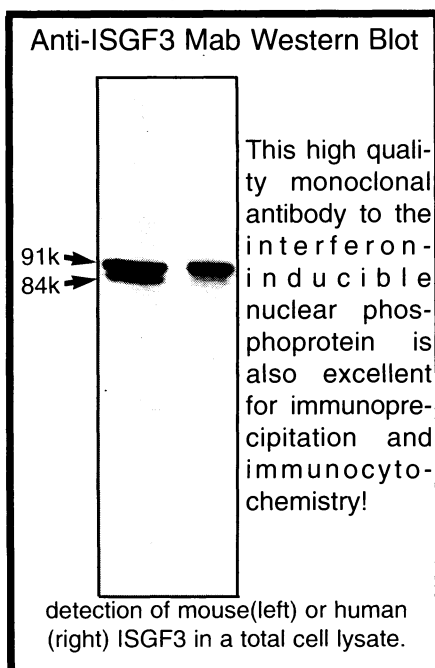 Anti-ISGF3 Mab Western Blot
91k
84k
This high quali-
ty monoclonal
antibody to the
interferon-
inducible
nuclear phos-
phoprotein is
also excellent
for immunopre-
cipitation and
immunocyto-
chemistry!
detection of mouse(left) or human
(right) ISGF3 in a total cell lysate.